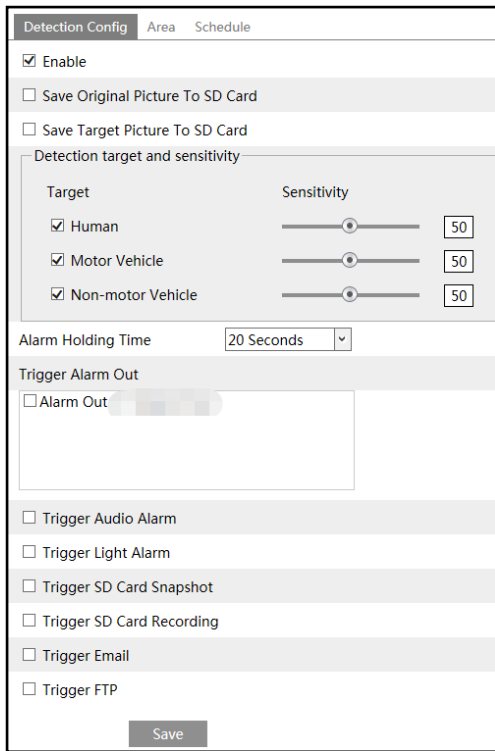 Detection Config Area Schedule
Enable
Save Original Picture To SD Card
Save Target Picture To SD Card
Detection target and sensitivity
Target Sensitivity
Human 50
Motor Vehicle 50
Non-motor Vehicle 50
Alarm Holding Time 20 Seconds
Trigger Alarm Out
Alarm Out
Trigger Audio Alarm
Trigger Light Alarm
Trigger SD Card Snapshot
Trigger SD Card Recording
Trigger Email
Trigger FTP
Save